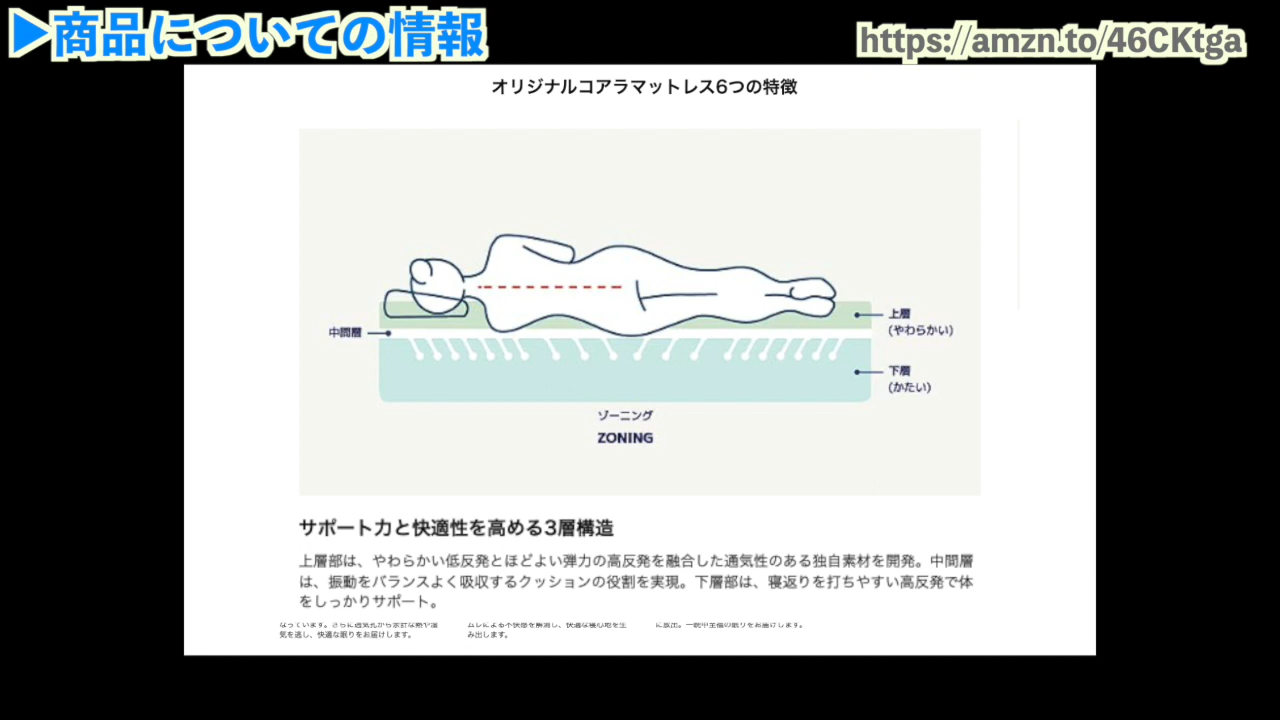 ▶商品についての情報
https://amzn.to/46CKtga
オリジナルコアラマットレス6つの特徴
中間層
上層
(やわらかい)
下層
(かたい)
ゾーニング
ZONING
サポート力と快適性を高める3層構造
上層部は、やわらかい低反発とほどよい弾力の高反発を融合した通気性のある独自素材を開発。中間層
は、振動をバランスよく吸収するクッションの役割を実現。下層部は、寝返りを打ちやすい高反発で体
をしっかりサポート。
なっています。さらに通気孔から余計な熱や湿
気を逃し、快適な眠りをお届けします。
ムレによる不快感を解消し、快適な寝心地を生
み出します。
に放出。一晩中至福の眠りをお届けします。